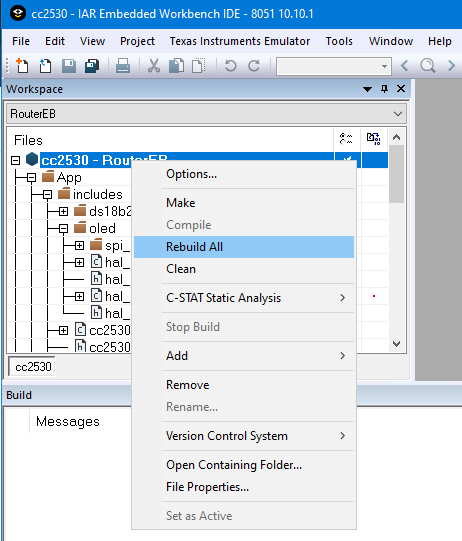 cc2530 - IAR Embedded Workbench IDE - 8051 10.10.1
File Edit View Project Texas Instruments Emulator Tools Window Help
Workspace
RouterEB
Files
cc2530 - RouterEB
App
includes
ds18b2
oled
spi_
hal_
hal_
hal_
hal_
cc2530
cc2530
cc2530
Options...
Make
Compile
Rebuild All
Clean
C-STAT Static Analysis
Stop Build
Add
Remove
Rename...
Version Control System
Open Containing Folder...
File Properties...
Set as Active
Build
Messages